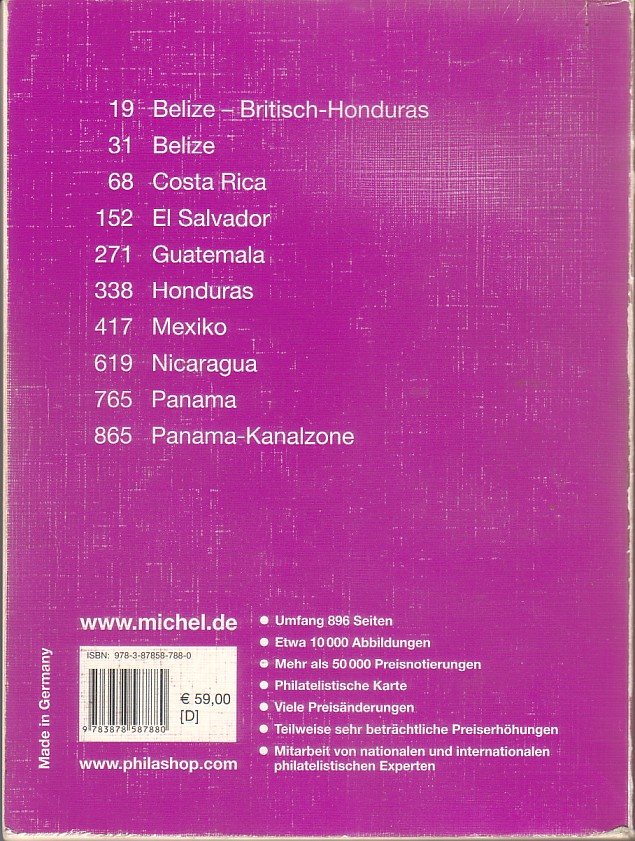 19 Belize – Britisch-Honduras
31 Belize
68 Costa Rica
152 El Salvador
271 Guatemala
338 Honduras
417 Mexiko
619 Nicaragua
765 Panama
865 Panama-Kanalzone
Made in Germany
www.michel.de
ISBN: 978-3-87858-788-0
€ 59,00
[D]
9 783878 587880
www.philashop.com
● Umfang 896 Seiten
● Etwa 10 000 Abbildungen
● Mehr als 50 000 Preisnotierungen
● Philatelistische Karte
● Viele Preisänderungen
● Teilweise sehr beträchtliche Preiserhöhungen
● Mitarbeit von nationalen und internationalen
philatelistischen Experten